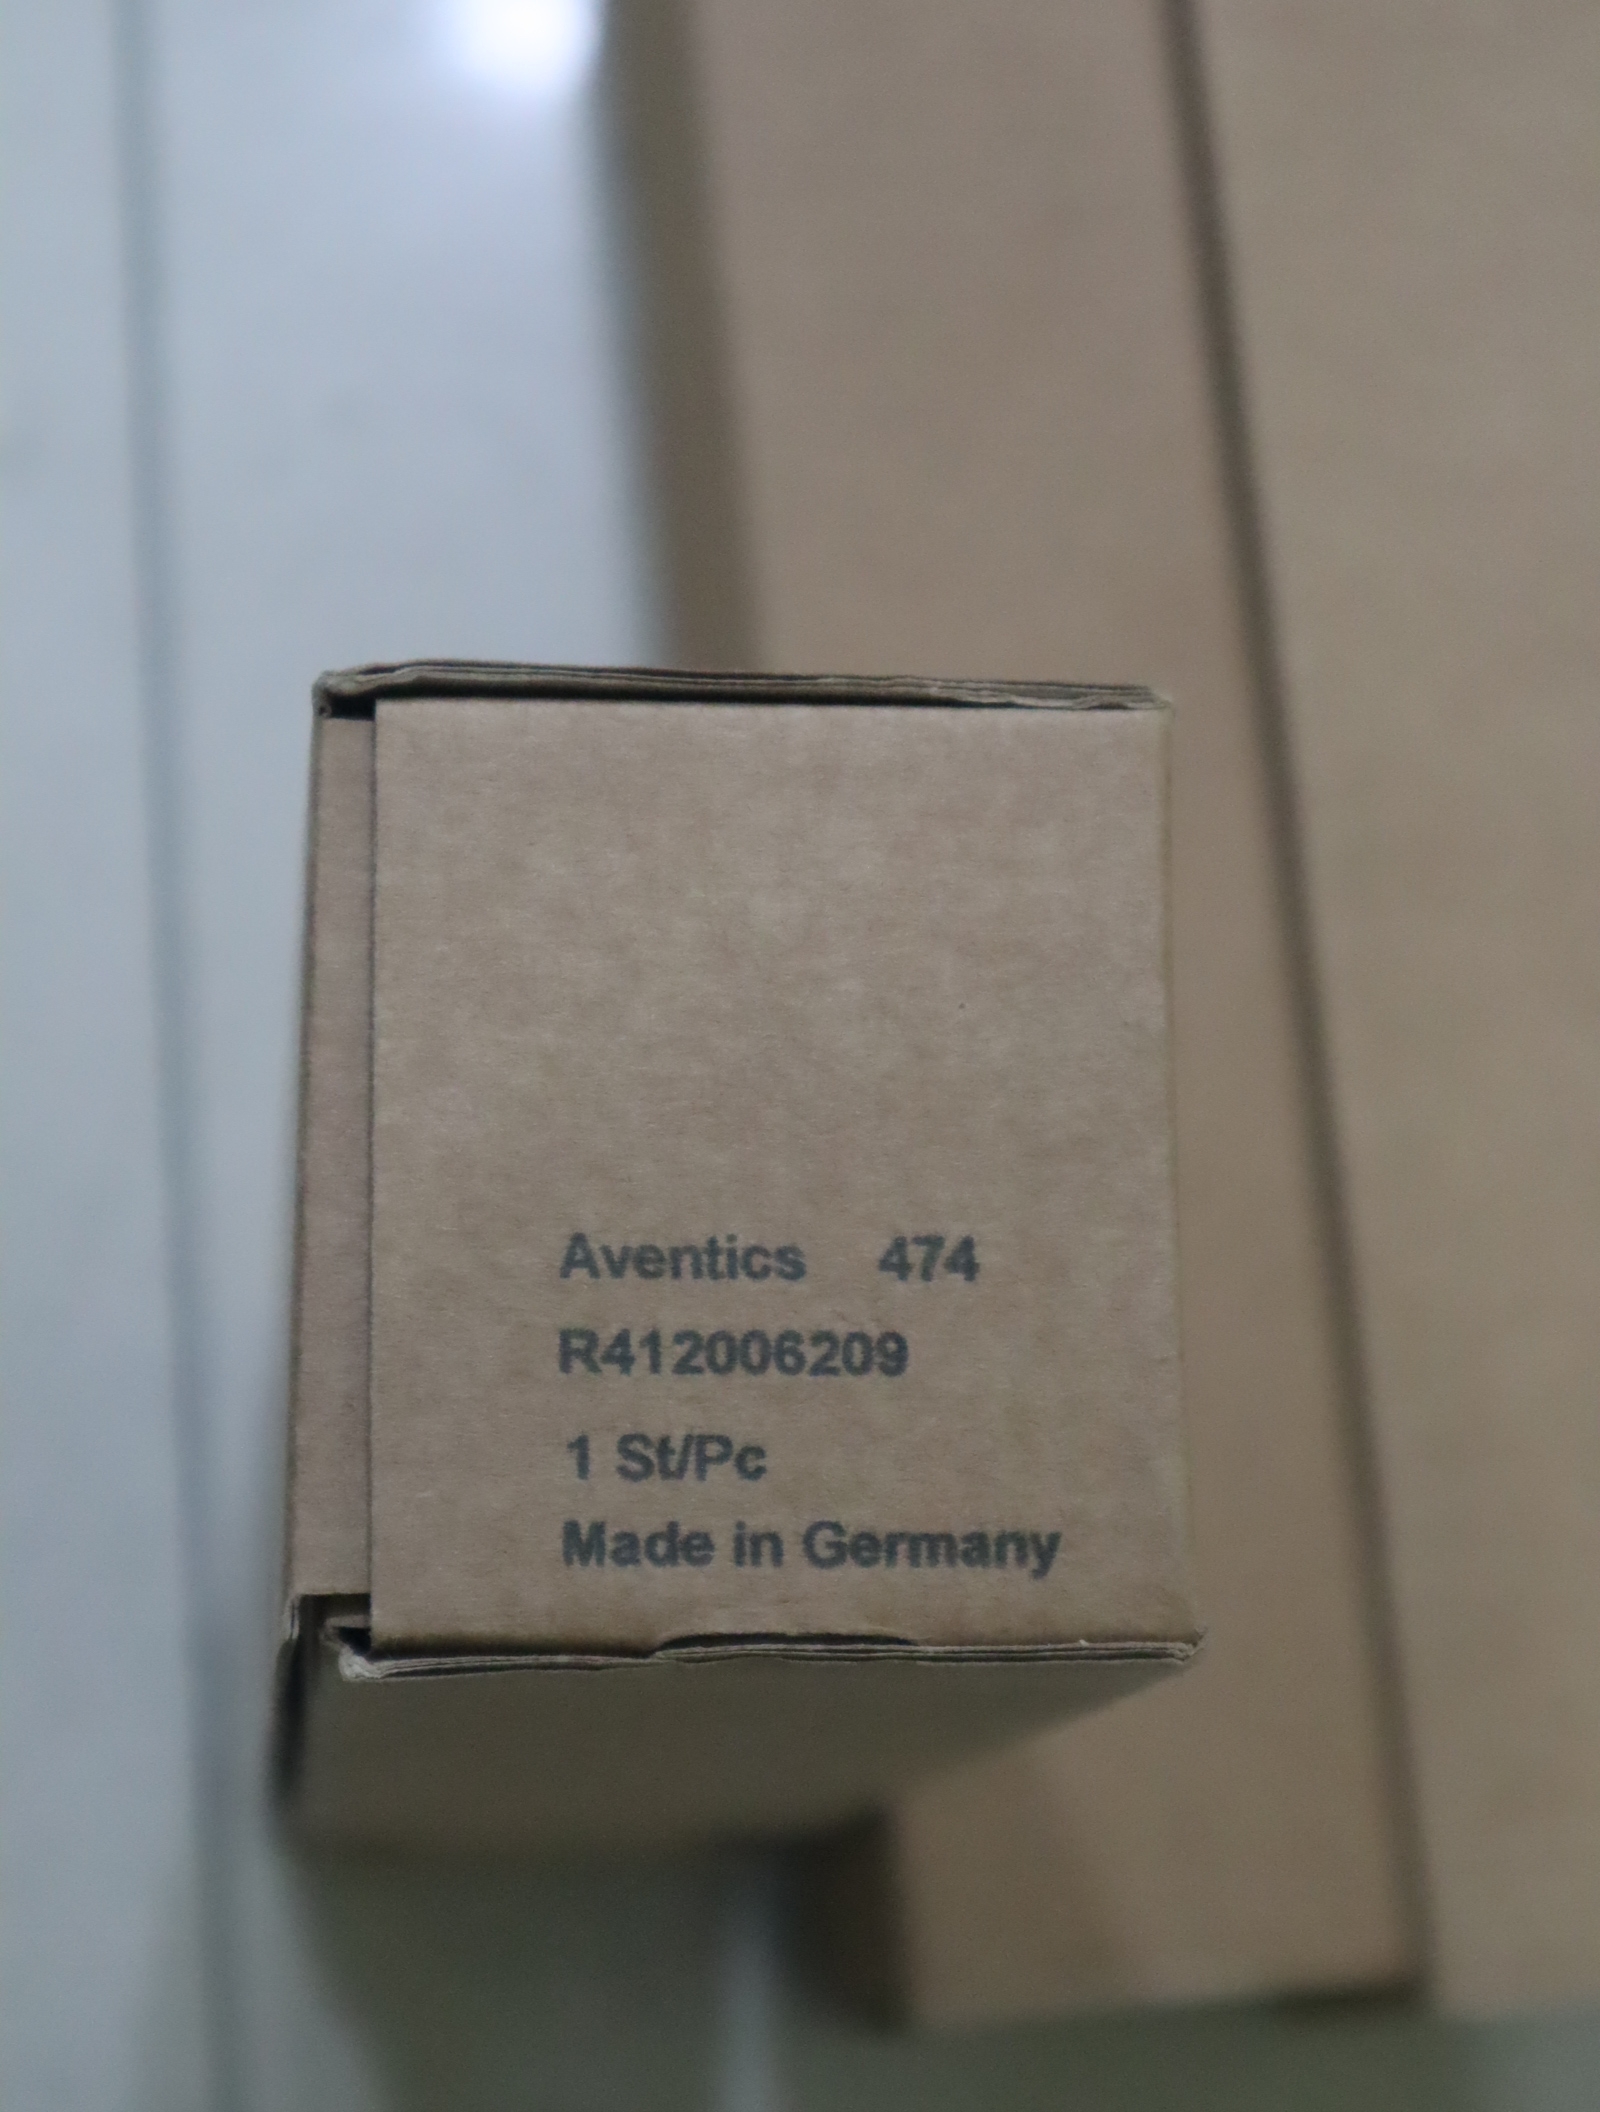 Aventics 474
R412006209
1 St/Pc
Made in Germany